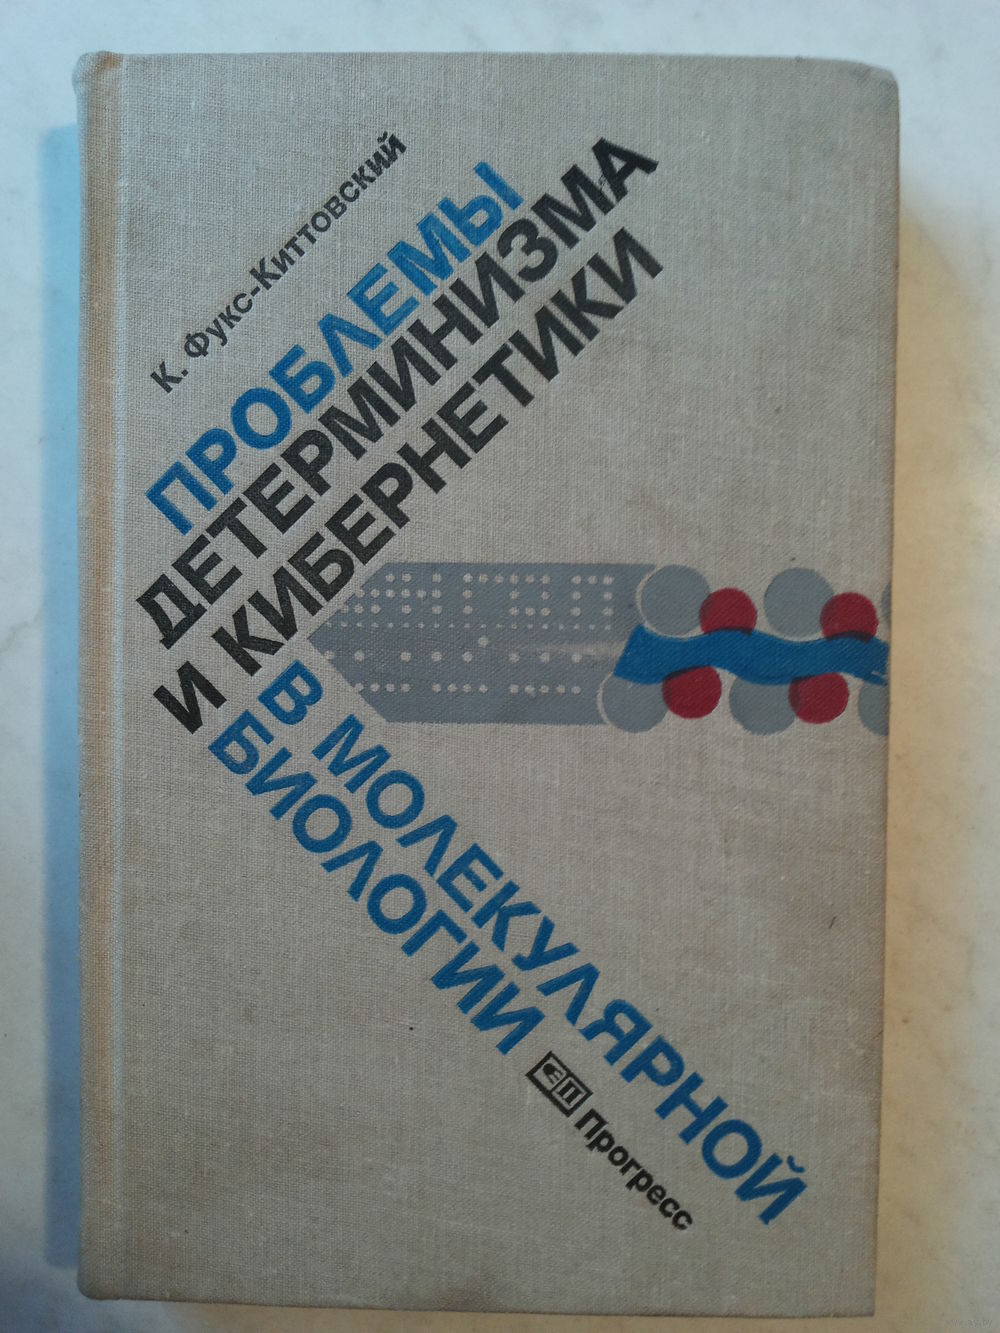 К. Фукс-Киттовский
ПРОБЛЕМЫ
ДЕТЕРМИНИЗМА
И КИБЕРНЕТИКИ
В МОЛЕКУЛЯРНОЙ
БИОЛОГИИ
Прогресс